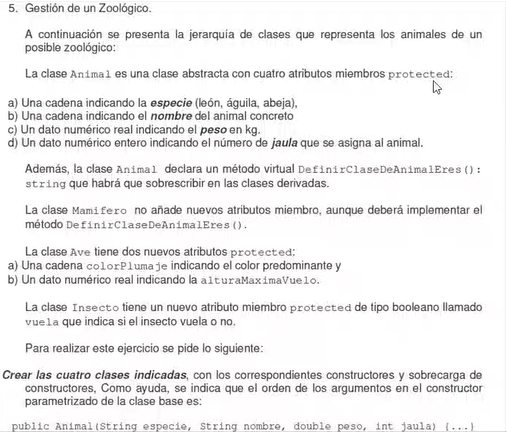 5. Gestión de un Zoológico.
A continuación se presenta la jerarquía de clases que representa los animales de un
posible zoológico:
La clase Animal es una clase abstracta con cuatro atributos miembros protected:
a) Una cadena indicando la especie (león, águila, abeja),
b) Una cadena indicando el nombre del animal concreto
c) Un dato numérico real indicando el peso en kg.
d) Un dato numérico entero indicando el número de jaula que se asigna al animal.
Además, la clase Animal declara un método virtual DefinirClaseDeAnimalEres():
string que habrá que sobrescribir en las clases derivadas.
La clase Mamifero no añade nuevos atributos miembro, aunque deberá implementar el
método DefinirClaseDeAnimalEres().
La clase Ave tiene dos nuevos atributos protected:
a) Una cadena colorPlumaje indicando el color predominante y
b) Un dato numérico real indicando la alturaMaximaVuelo.
La clase Insecto tiene un nuevo atributo miembro protected de tipo booleano llamado
vuela que indica si el insecto vuela o no.
Para realizar este ejercicio se pide lo siguiente:
Crear las cuatro clases indicadas, con los correspondientes constructores y sobrecarga de
constructores, Como ayuda, se indica que el orden de los argumentos en el constructor
parametrizado de la clase base es:
public Animal(String especie, String nombre, double peso, int jaula) {...}